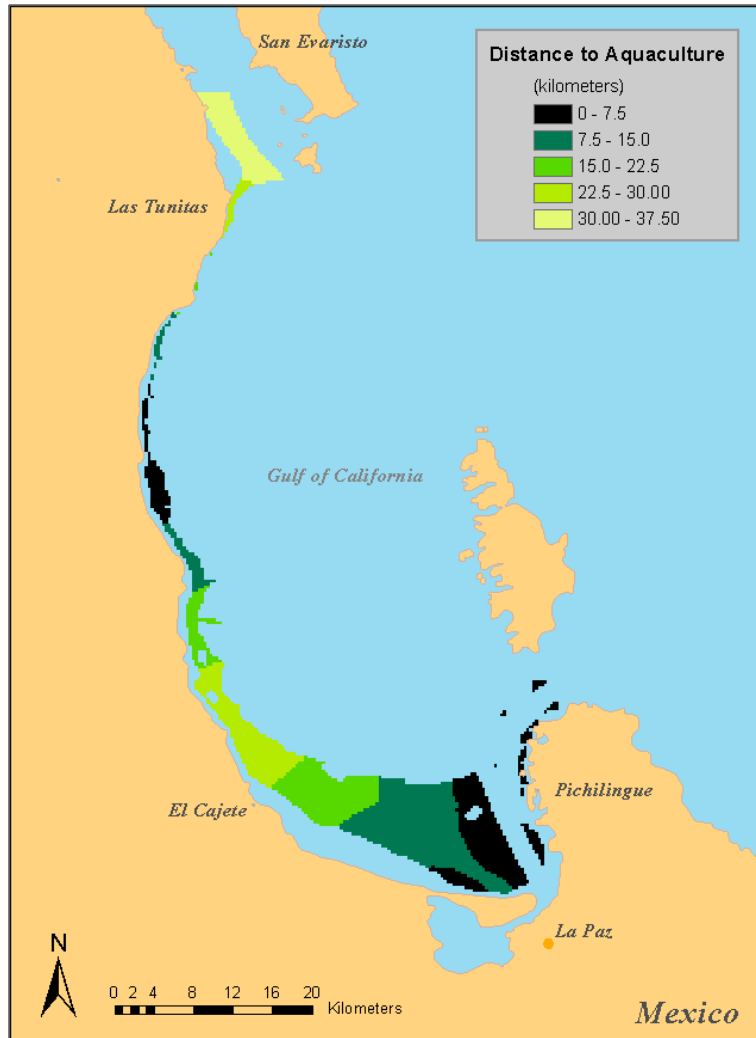 San Evaristo
Distance to Aquaculture
(kilometers)
0 - 7.5
7.5 - 15.0
15.0 - 22.5
22.5 - 30.00
30.00 - 37.50
Las Tunitas
Gulf of California
Pichilingue
El Cajete
La Paz
N
0 2 4 8 12 16 20
Kilometers
Mexico